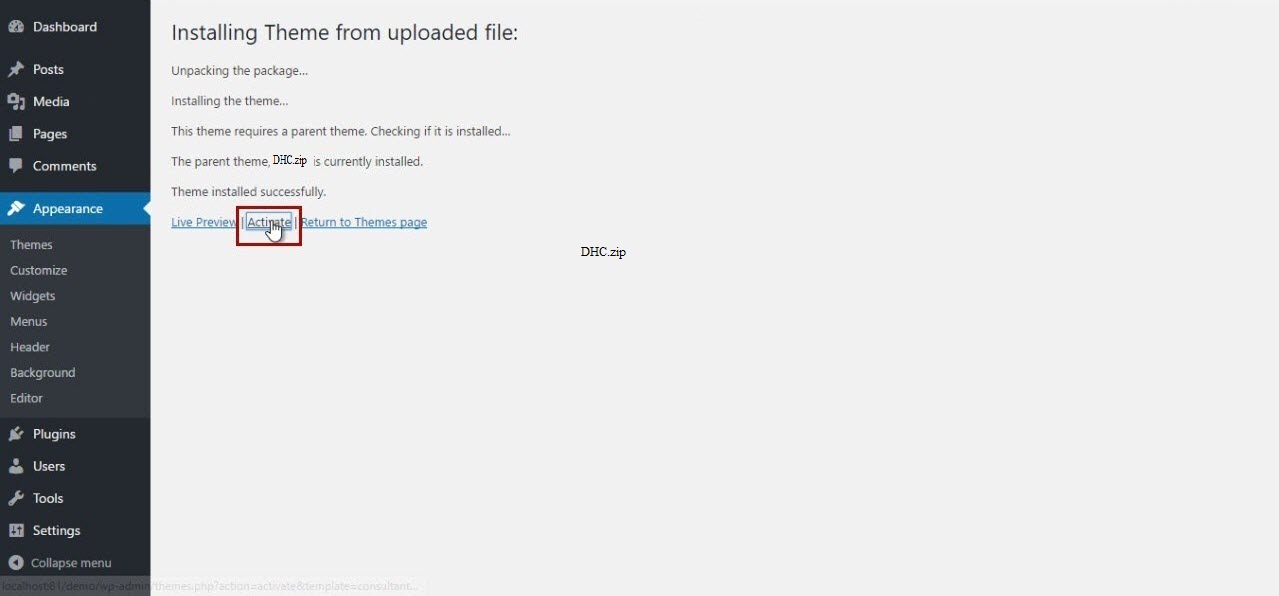 Dashboard
Posts
Media
Pages
Comments
Appearance
Themes
Customize
Widgets
Menus
Header
Background
Editor
Plugins
Users
Tools
Settings
Collapse menu
Installing Theme from uploaded file:
Unpacking the package...
Installing the theme...
This theme requires a parent theme. Checking if it is installed...
The parent theme, DHC.zip is currently installed.
Theme installed successfully.
Live Preview | Activate | Return to Themes page
DHC.zip
localhost:81/demo/wp-admin/themes.php?action=activate&template=consultant...